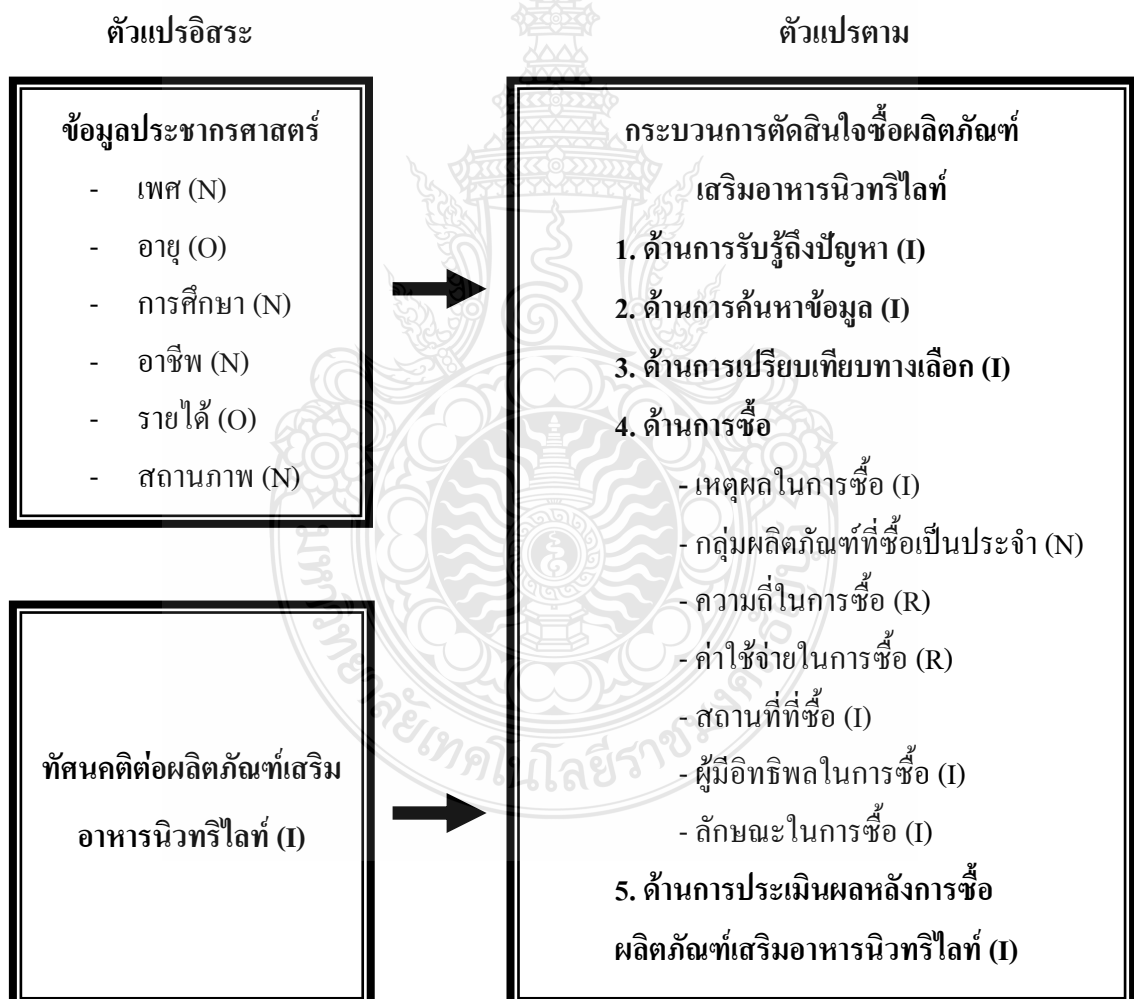 ตัวแปรอิสระ
ตัวแปรตาม
ข้อมูลประชากรศาสตร์
- เพศ (N)
- อายุ (O)
- การศึกษา (N)
- อาชีพ (N)
- รายได้ (O)
- สถานภาพ (N)
ทัศนคติต่อผลิตภัณฑ์เสริม
อาหารนิวทริไลท์ (I)
กระบวนการตัดสินใจซื้อผลิตภัณฑ์
เสริมอาหารนิวทริไลท์
1. ด้านการรับรู้ถึงปัญหา (I)
2. ด้านการค้นหาข้อมูล (I)
3. ด้านการเปรียบเทียบทางเลือก (I)
4. ด้านการซื้อ
- เหตุผลในการซื้อ (I)
- กลุ่มผลิตภัณฑ์ที่ซื้อเป็นประจำ (N)
- ความถี่ในการซื้อ (R)
- ค่าใช้จ่ายในการซื้อ (R)
- สถานที่ที่ซื้อ (I)
- ผู้มีอิทธิพลในการซื้อ (I)
- ลักษณะในการซื้อ (I)
5. ด้านการประเมินผลหลังการซื้อ
ผลิตภัณฑ์เสริมอาหารนิวทริไลท์ (I)